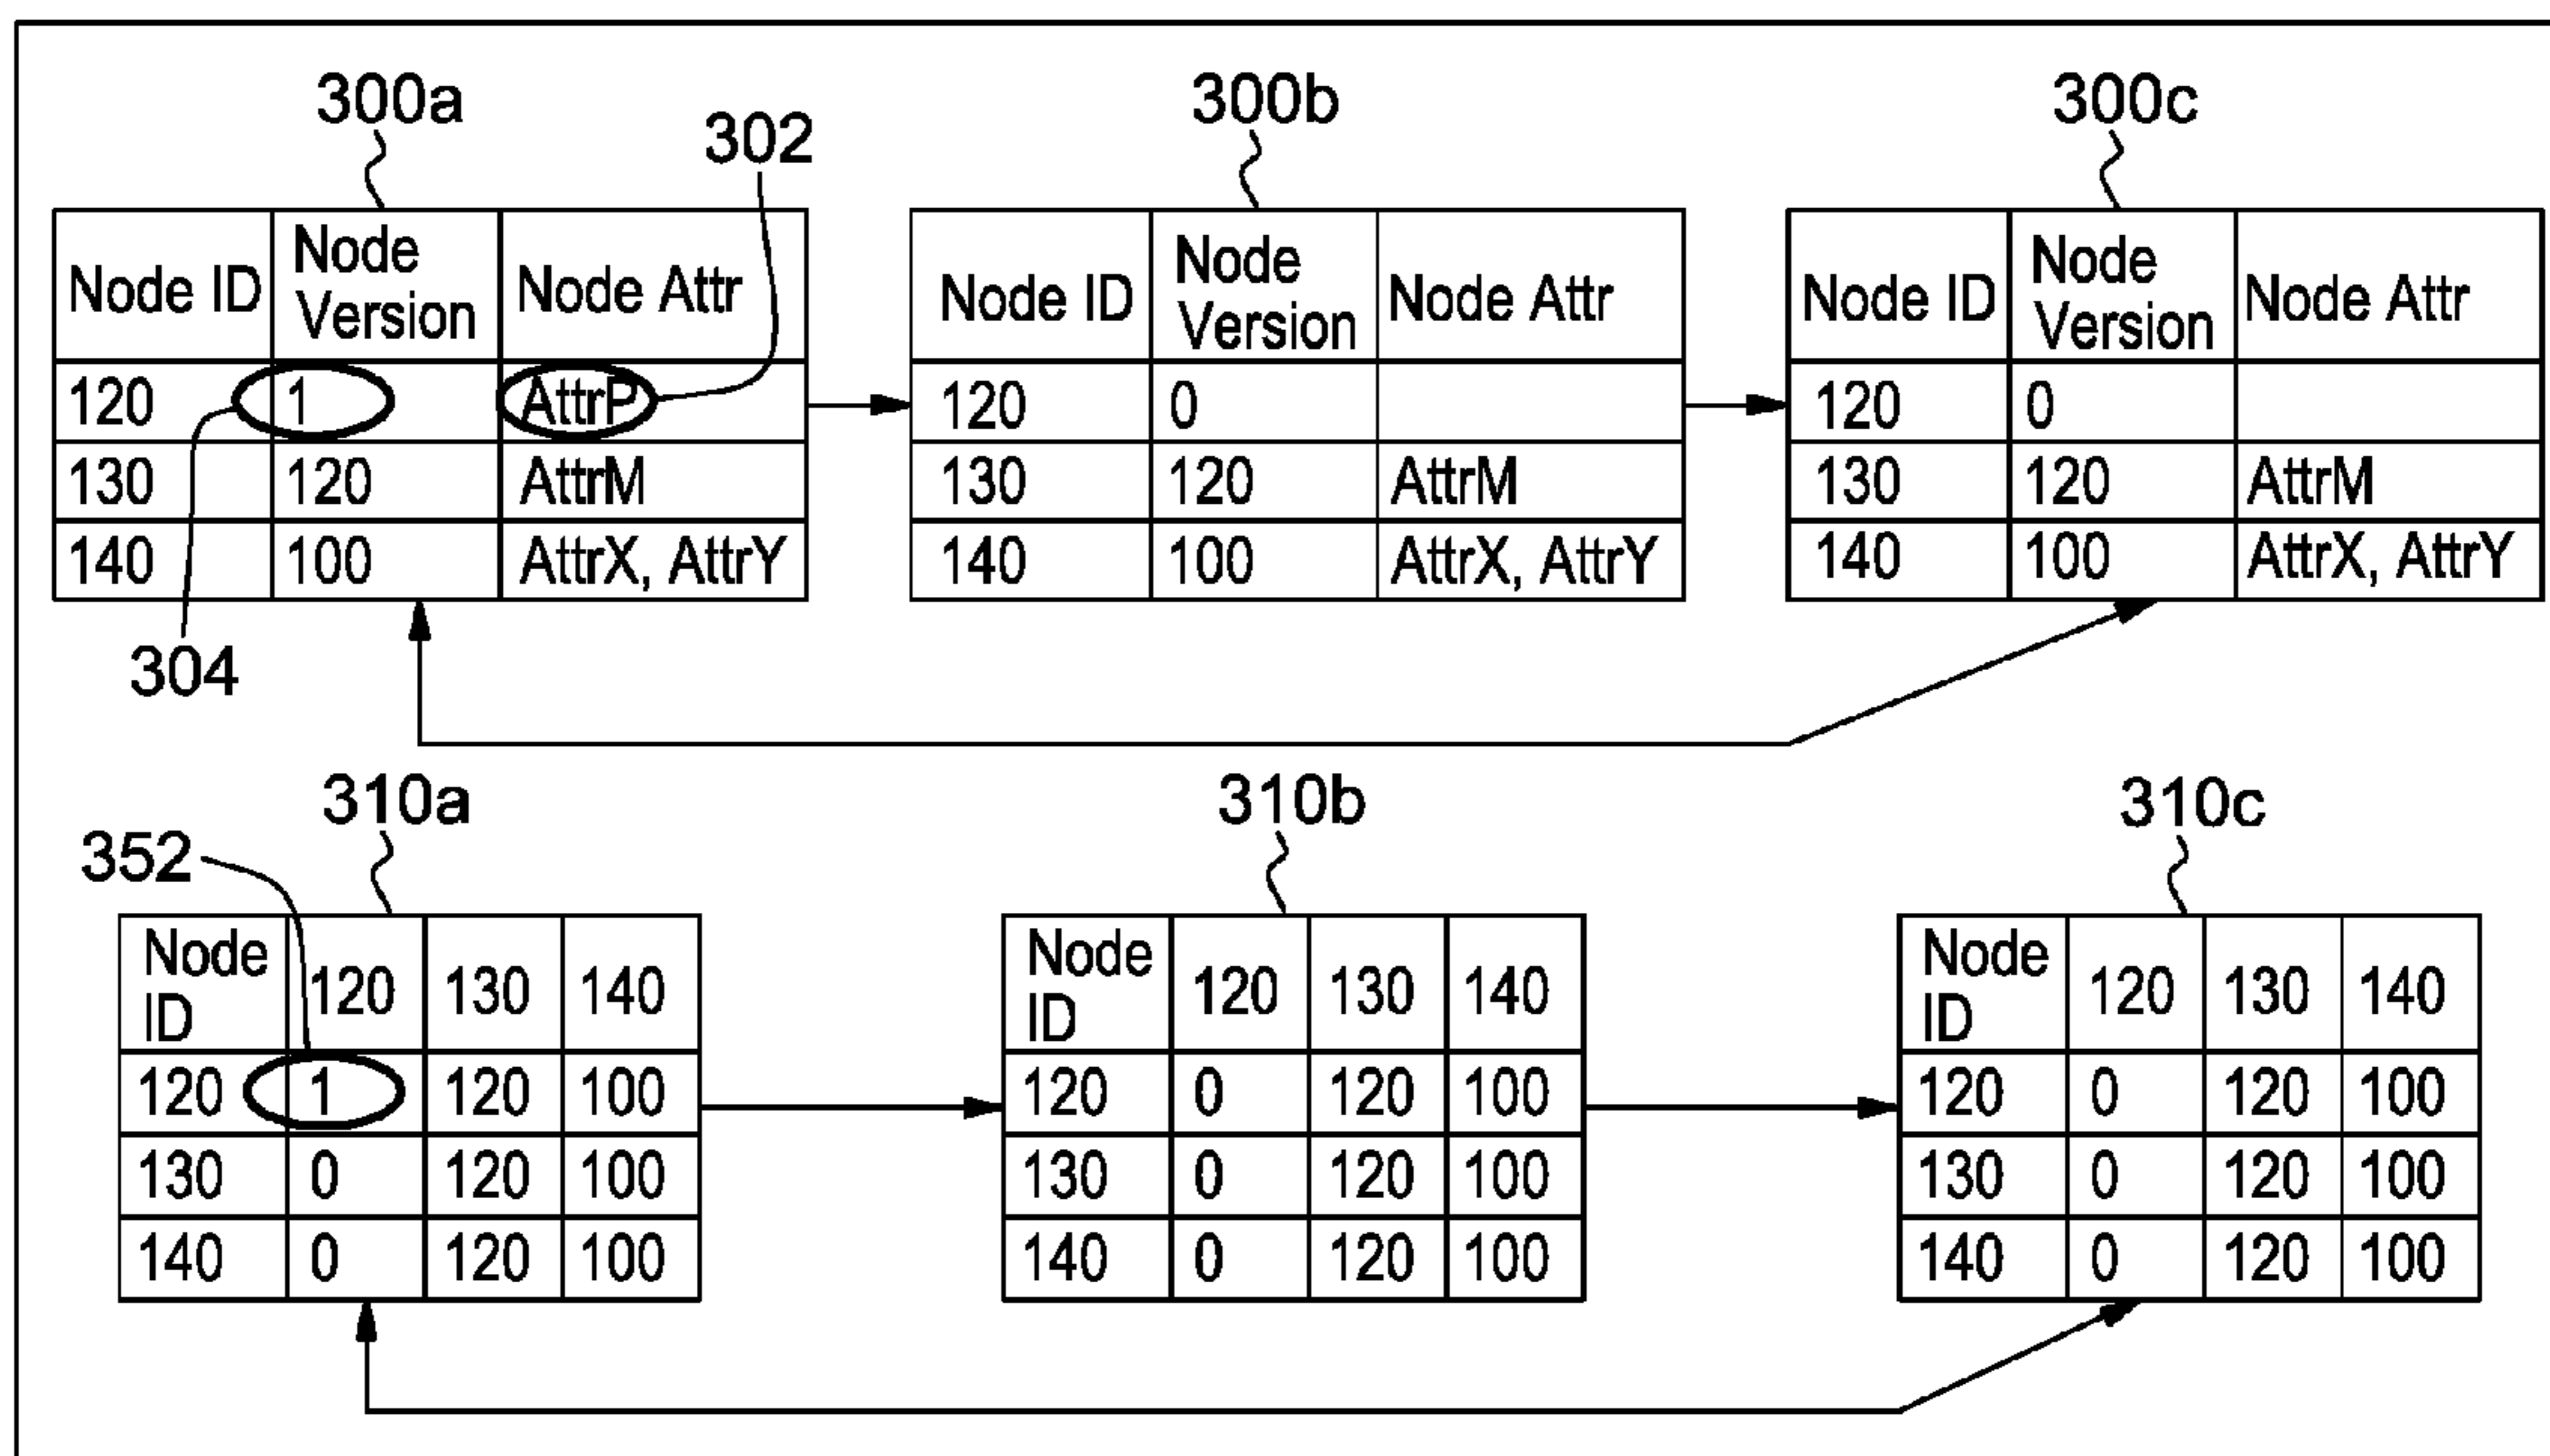 300a 300b 300c
302
Node ID Node Version Node Attr Node ID Node Version Node Attr Node ID Node Version Node Attr
120 1 AttrP 120 0 120 0
130 120 AttrM 130 120 AttrM 130 120 AttrM
140 100 AttrX, AttrY 140 100 AttrX, AttrY 140 100 AttrX, AttrY
304
310a 310b 310c
352
Node ID 120 130 140 Node ID 120 130 140 Node ID 120 130 140
120 1 120 100 120 0 120 100 120 0 120 100
130 0 120 100 130 0 120 100 130 0 120 100
140 0 120 100 140 0 120 100 140 0 120 100